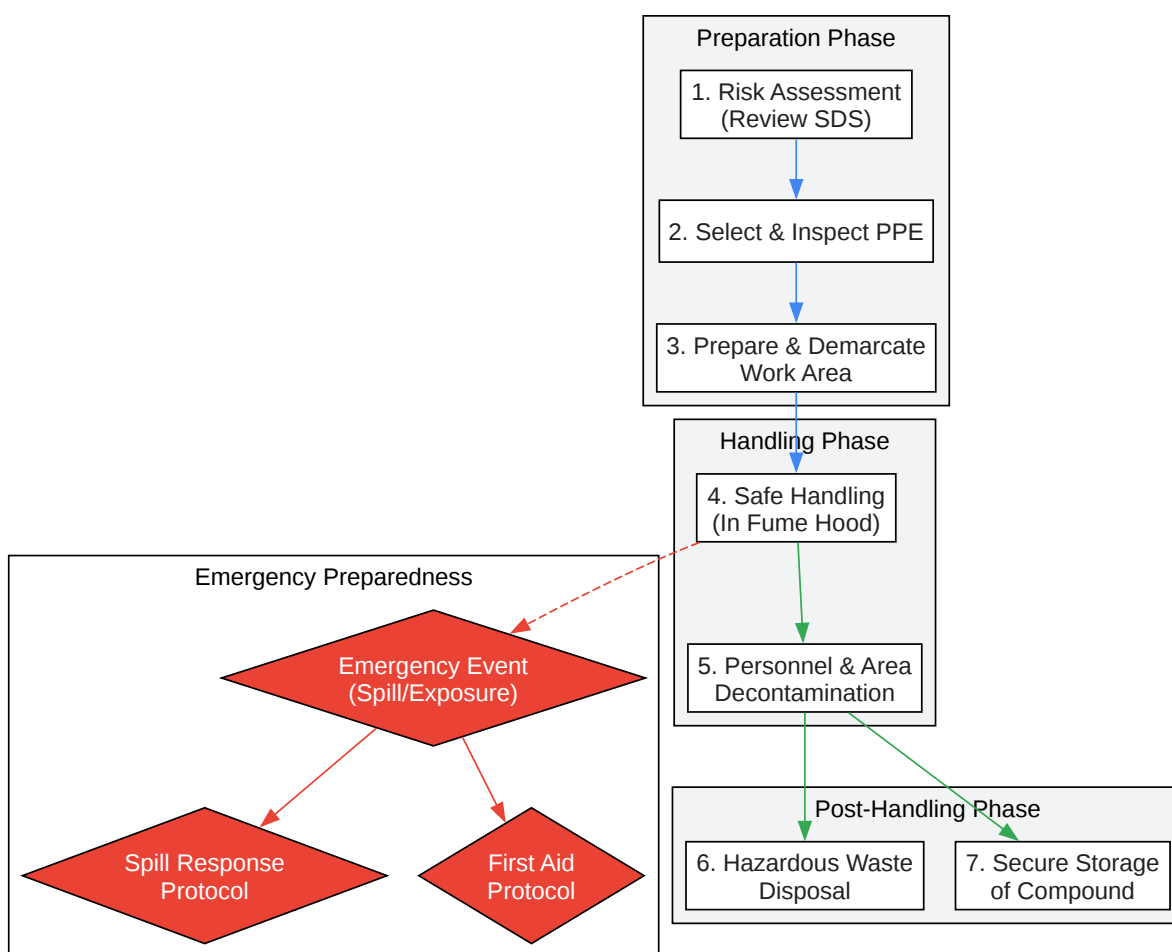 Preparation Phase
1. Risk Assessment
(Review SDS)
2. Select & Inspect PPE
3. Prepare & Demarcate
Work Area
Handling Phase
4. Safe Handling
(In Fume Hood)
Emergency Preparedness
Emergency Event
(Spill/Exposure)
5. Personnel & Area
Decontamination
Spill Response
Protocol
First Aid
Protocol
Post-Handling Phase
6. Hazardous Waste
Disposal
7. Secure Storage
of Compound